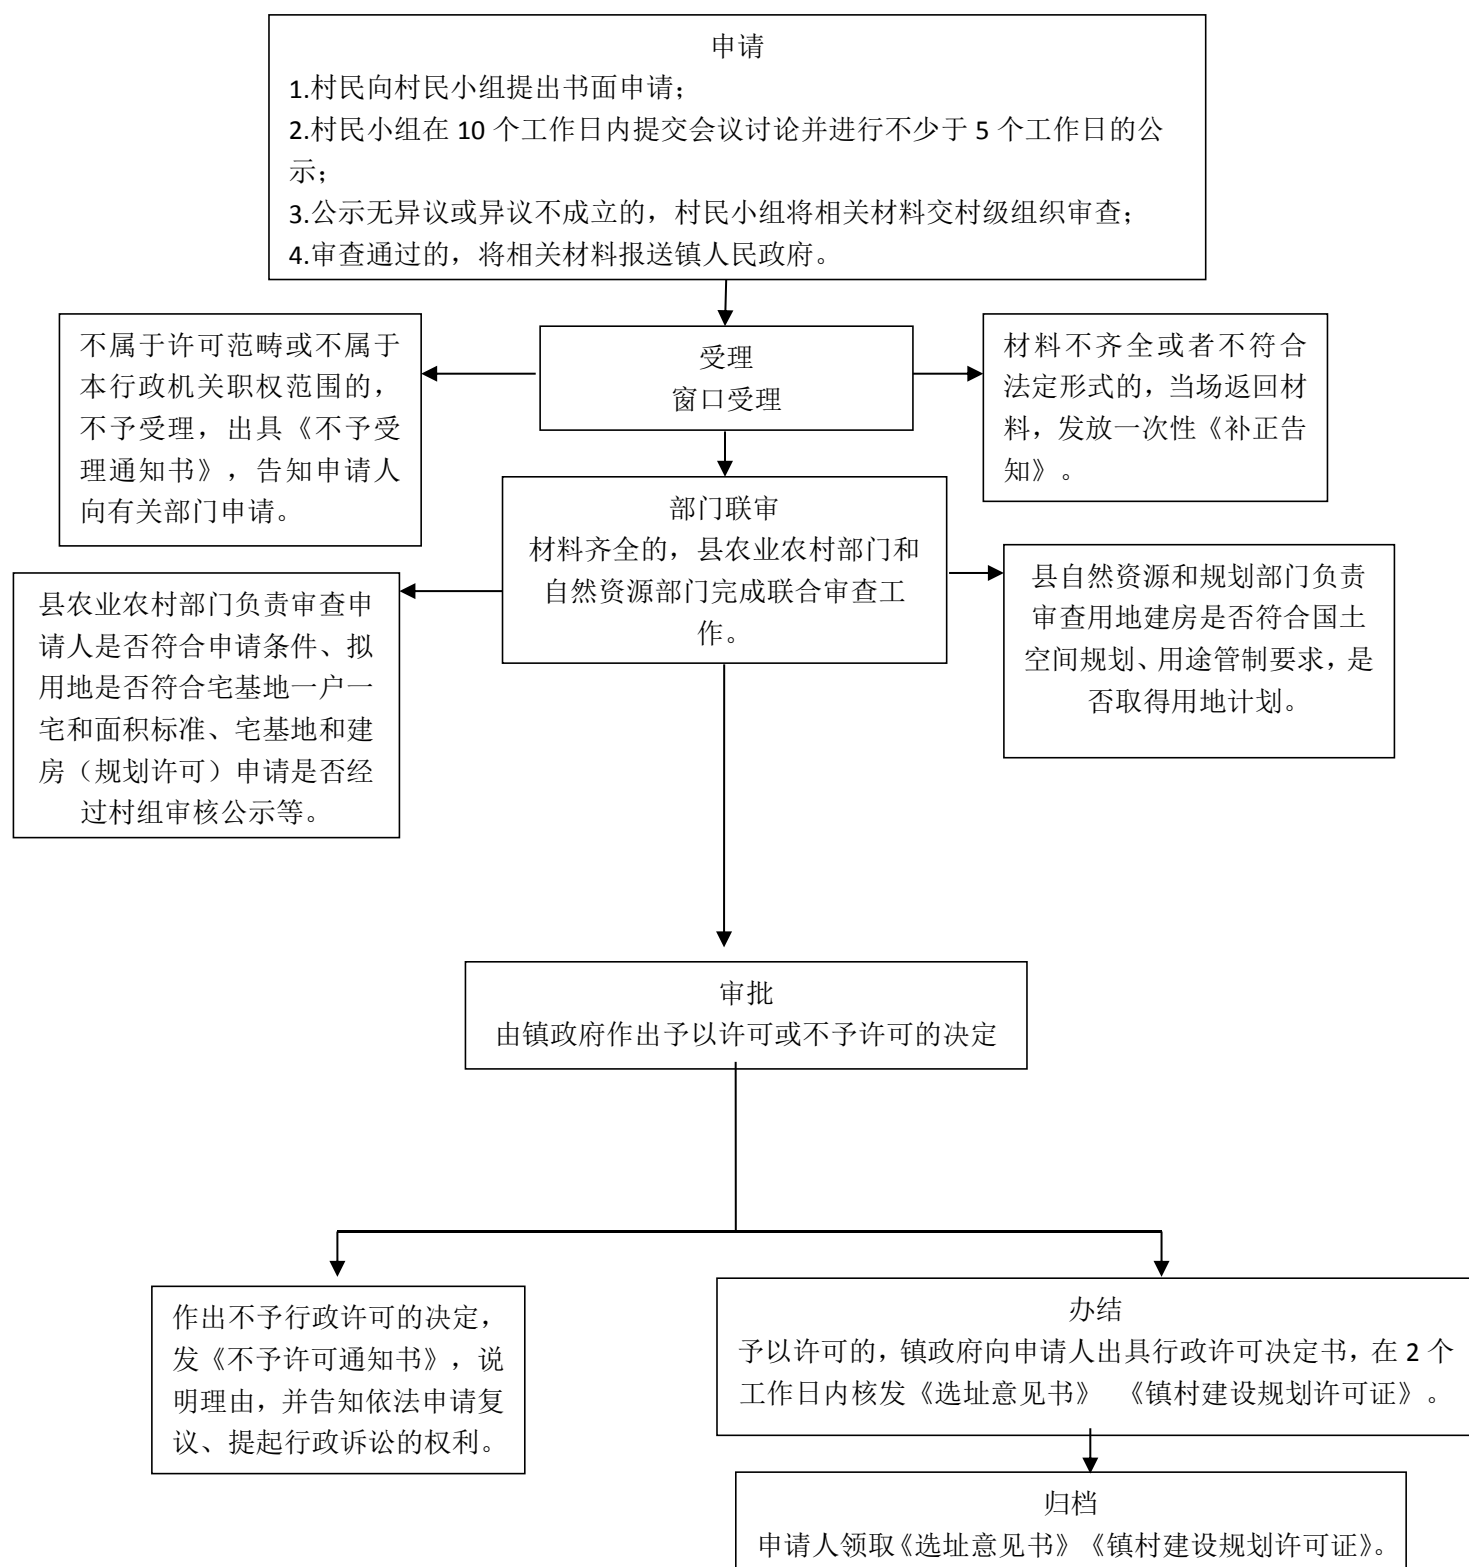 申请
1.村民向村民小组提出书面申请；
2.村民小组在 10 个工作日内提交会议讨论并进行不少于 5 个工作日的公
示；
3.公示无异议或异议不成立的，村民小组将相关材料交村级组织审查；
4.审查通过的，将相关材料报送镇人民政府。
不属于许可范畴或不属于
本行政机关职权范围的，
不予受理，出具《不予受
理通知书》，告知申请人
向有关部门申请。
受理
窗口受理
材料不齐全或者不符合
法定形式的，当场返回材
料，发放一次性《补正告
知》。
部门联审
材料齐全的，县农业农村部门和
自然资源部门完成联合审查工
作。
县农业农村部门负责审查申
请人是否符合申请条件、拟
用地是否符合宅基地一户一
宅和面积标准、宅基地和建
房（规划许可）申请是否经
过村组审核公示等。
县自然资源和规划部门负责
审查用地建房是否符合国土
空间规划、用途管制要求，是
否取得用地计划。
审批
由镇政府作出予以许可或不予许可的决定
作出不予行政许可的决定，
发《不予许可通知书》，说
明理由，并告知依法申请复
议、提起行政诉讼的权利。
办结
予以许可的，镇政府向申请人出具行政许可决定书，在 2 个
工作日内核发《选址意见书》 《镇村建设规划许可证》。
归档
申请人领取《选址意见书》《镇村建设规划许可证》。